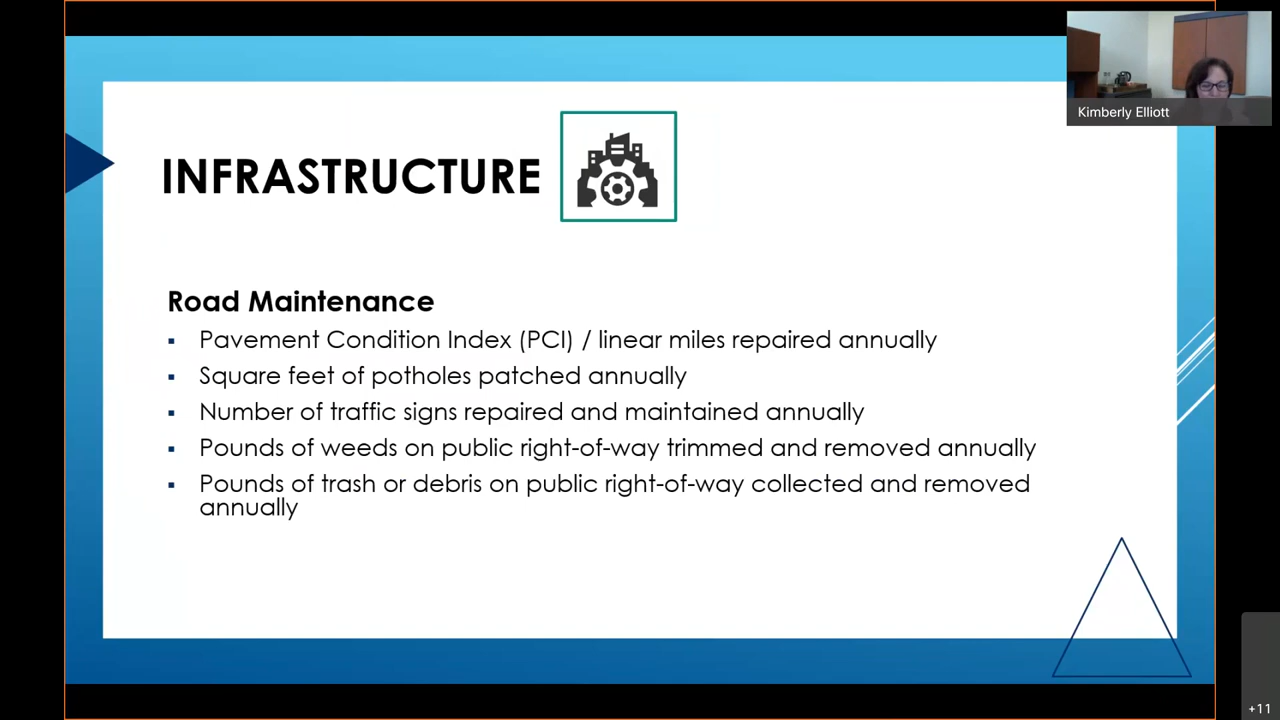 Kimberly Elliott
INFRASTRUCTURE
Road Maintenance
▪ Pavement Condition Index (PCI) / linear miles repaired annually
▪ Square feet of potholes patched annually
▪ Number of traffic signs repaired and maintained annually
▪ Pounds of weeds on public right-of-way trimmed and removed annually
▪ Pounds of trash or debris on public right-of-way collected and removed
annually
+11